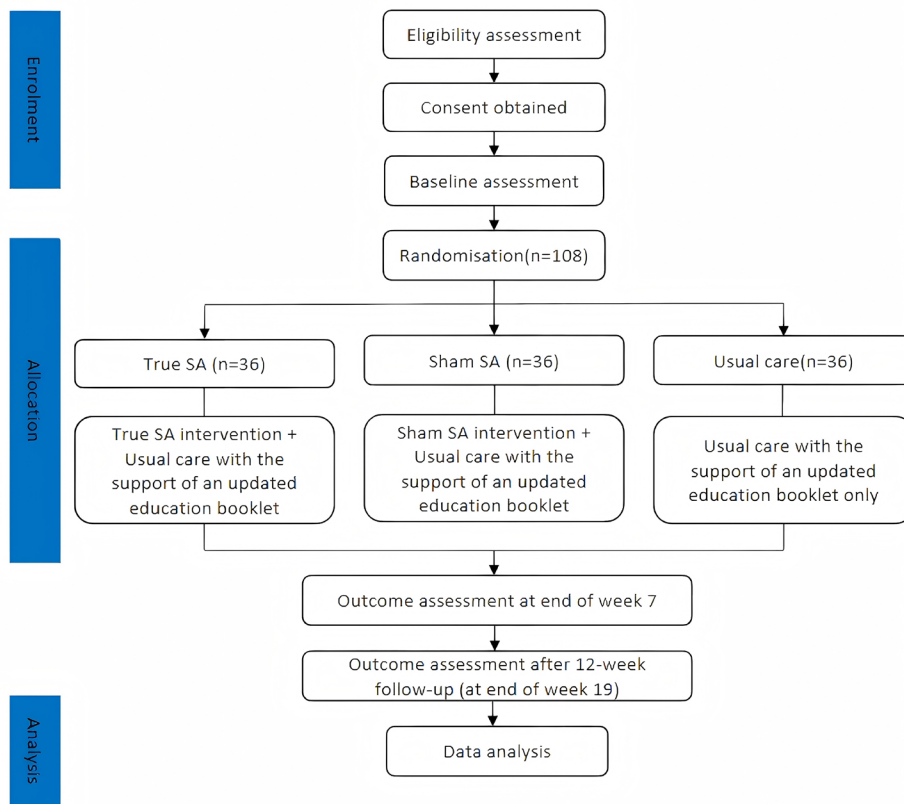 Enrolment
Eligibility assessment
Consent obtained
Baseline assessment
Allocation
Randomisation(n=108)
True SA (n=36)
Sham SA (n=36)
Usual care(n=36)
True SA intervention +
Usual care with the
support of an updated
education booklet
Sham SA intervention +
Usual care with the
support of an updated
education booklet
Usual care with the
support of an updated
education booklet only
Outcome assessment at end of week 7
Outcome assessment after 12-week
follow-up (at end of week 19)
Analysis
Data analysis